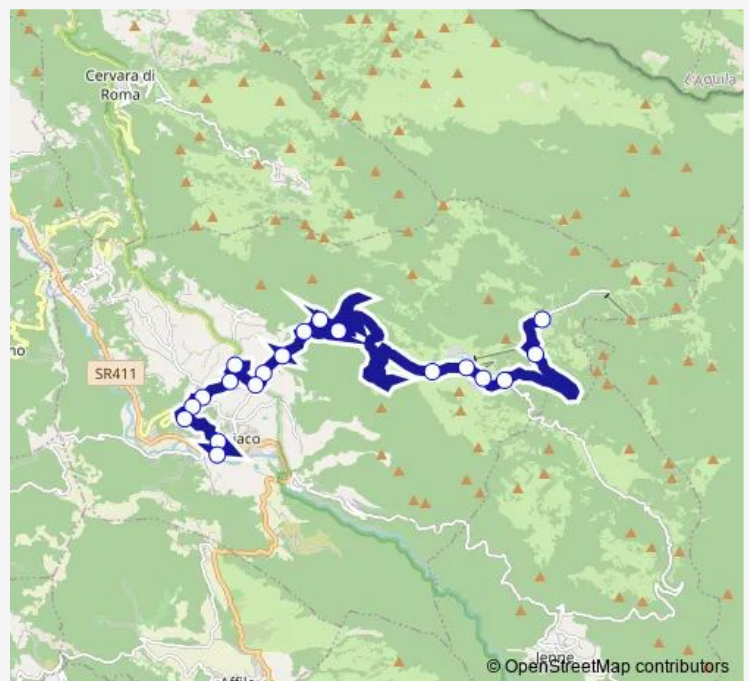 L'Aquila
Cervara di
Roma
no
SR411
iaco
Jenne
Affile
© OpenStreetMap contributors